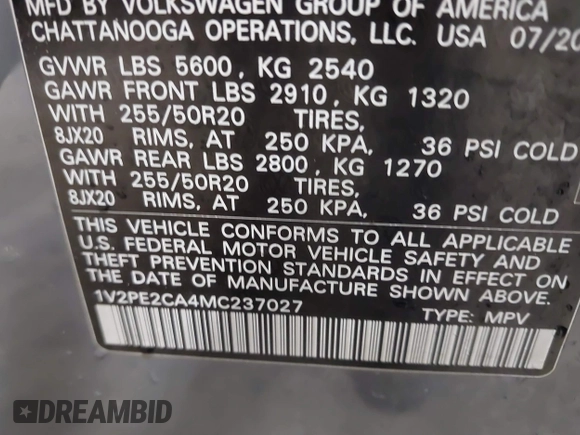 MFD BY VOLKSWAGEN GROUP OF AMERICA
CHATTANOOGA OPERATIONS, LLC. USA 07/20
GVWR LBS 5600, KG 2540
GAWR FRONT LBS 2910, KG 1320
WITH 255/50R20 TIRES,
8JX20 RIMS, AT 250 KPA, 36 PSI COLD
GAWR REAR LBS 2800, KG 1270
WITH 255/50R20 TIRES,
8JX20 RIMS, AT 250 KPA, 36 PSI COLD
THIS VEHICLE CONFORMS TO ALL APPLICABLE
U.S. FEDERAL MOTOR VEHICLE SAFETY AND
THEFT PREVENTION STANDARDS IN EFFECT ON
THE DATE OF MANUFACTURE SHOWN ABOVE.
1V2PE2CA4MC237027 TYPE: MPV
DREAMBID